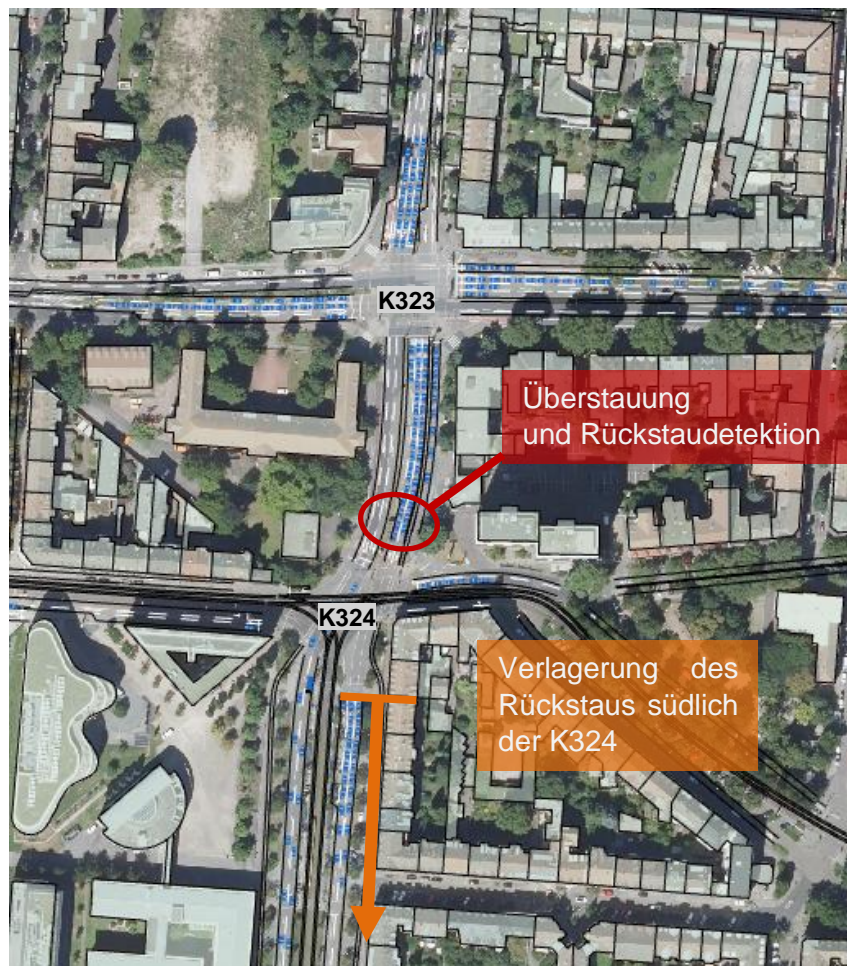 K323
Überstauung
und Rückstaudetektion
K324
Verlagerung des
Rückstaus südlich
der K324